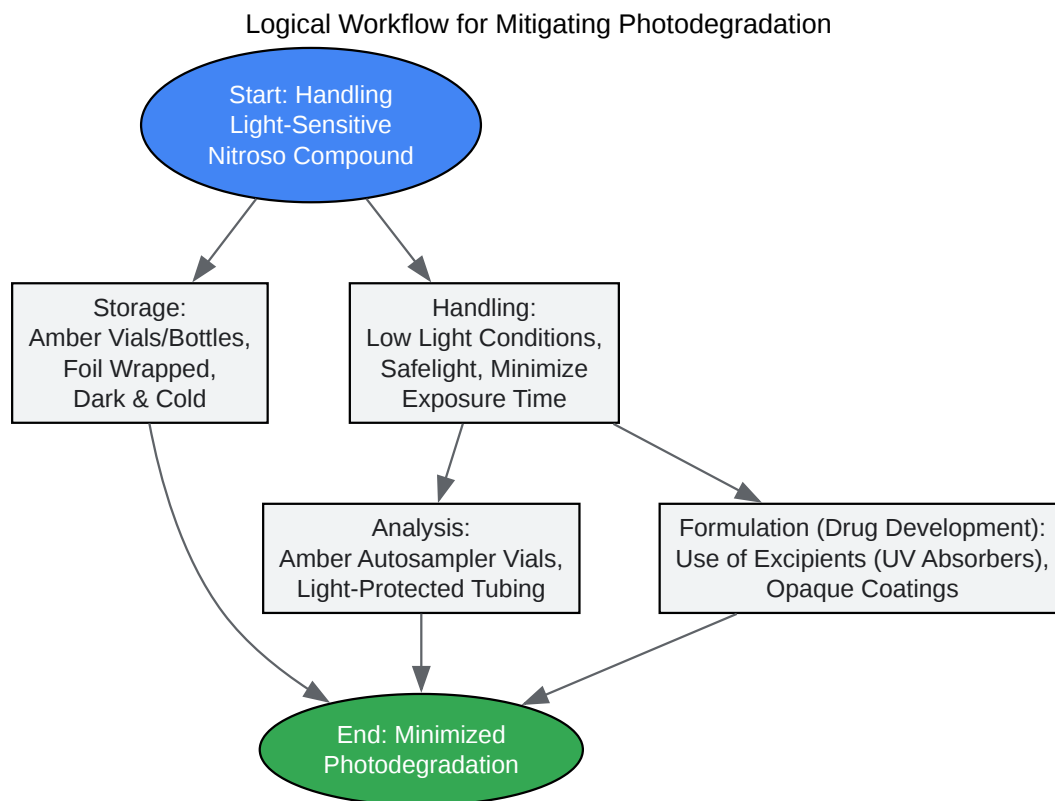 Logical Workflow for Mitigating Photodegradation
Start: Handling
Light-Sensitive
Nitroso Compound
Storage:
Amber Vials/Bottles,
Foil Wrapped,
Dark & Cold
Handling:
Low Light Conditions,
Safelight, Minimize
Exposure Time
Analysis:
Amber Autosampler Vials,
Light-Protected Tubing
Formulation (Drug Development):
Use of Excipients (UV Absorbers),
Opaque Coatings
End: Minimized
Photodegradation